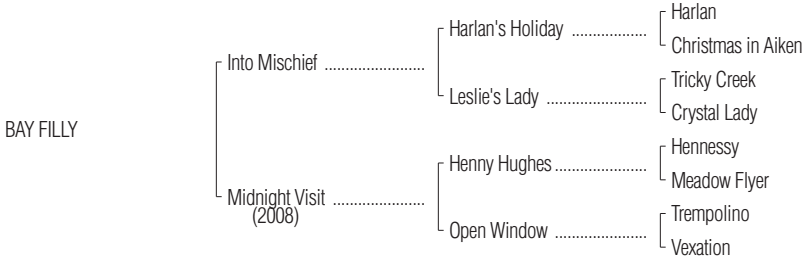 Harlan
Harlan's Holiday ...................
Christmas in Aiken
Into Mischief .........................
Tricky Creek
Leslie's Lady .........................
Crystal Lady
BAY FILLY
Hennessy
Henny Hughes.......................
Meadow Flyer
Midnight Visit .......................
(2008)
Trempolino
Open Window .......................
Vexation